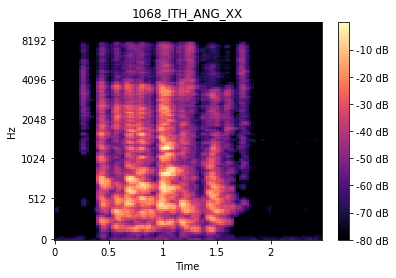 1068_ITH_ANG_XX
8192
4096
2048
1024
512
0
Hz
0
0.5
1
1.5
2
Time
-10 dB
-20 dB
-30 dB
-40 dB
-50 dB
-60 dB
-70 dB
-80 dB